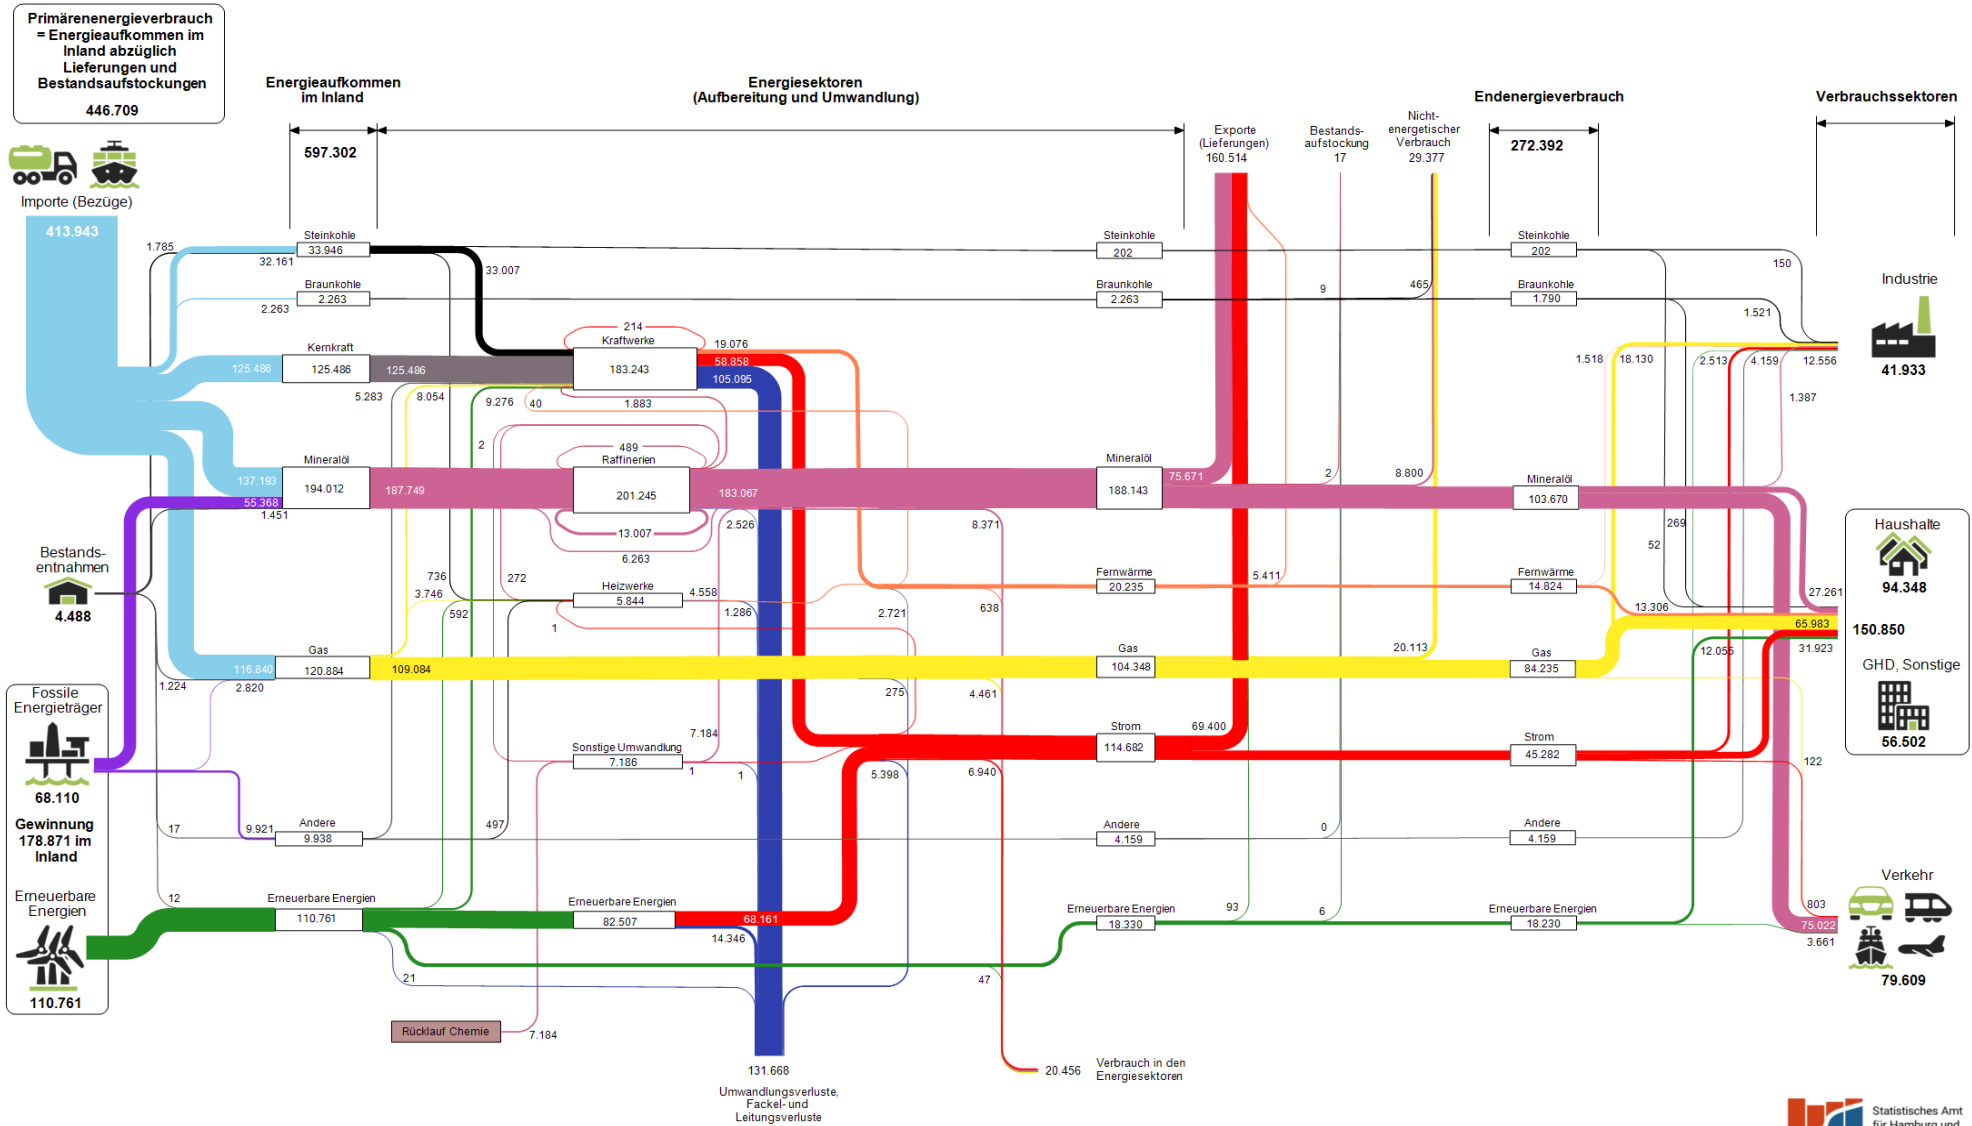 Primärenenergieverbrauch
= Energieaufkommen im
Inland abzüglich
Lieferungen und
Bestandsaufstockungen
446.709
Energieaufkommen
im Inland
597.302
Energiesektoren
(Aufbereitung und Umwandlung)
Exporte
(Lieferungen)
160.514
Bestands-
aufstockung
17
Nicht-
energetischer
Verbrauch
29.377
Endenergieverbrauch
272.392
Verbrauchssektoren
Importe (Bezüge)
413.943
1.785
32.161
Steinkohle
33.946
33.007
Steinkohle
202
Steinkohle
202
150
2.263
Braunkohle
2.263
Braunkohle
2.263
9
465
Braunkohle
1.790
1.521
Industrie
41.933
125.486
Kernkraft
125.486
125.486
5.283
8.054
9.276
40
214
Kraftwerke
183.243
1.883
19.076
58.858
105.095
1.518
18.130
2.513
4.159
12.556
1.387
137.193
55.368
1.451
Mineralöl
194.012
187.749
2
489
Raffinerien
201.245
13.007
6.263
183.067
2.526
8.371
Mineralöl
188.143
75.671
2
8.800
Mineralöl
103.670
269
52
Bestands-
entnahmen
4.488
736
3.746
592
272
1
Heizwerke
5.844
4.558
1.286
2.721
638
Fernwärme
20.235
5.411
Fernwärme
14.824
13.306
27.261
65.983
31.923
12.055
Haushalte
94.348
150.850
GHD, Sonstige
56.502
116.840
1.224
2.820
Gas
120.884
109.084
275
4.461
Gas
104.348
20.113
Gas
84.235
122
Fossile
Energieträger
68.110
Gewinnung
178.871 im
Inland
Erneuerbare
Energien
110.761
7.184
Sonstige Umwandlung
7.186
1
1
5.398
6.940
Strom
114.682
69.400
Strom
45.282
17
9.921
Andere
9.938
497
Andere
4.159
0
Andere
4.159
12
Erneuerbare Energien
110.761
21
Erneuerbare Energien
82.507
68.161
14.346
47
Erneuerbare Energien
18.330
93
6
Erneuerbare Energien
18.230
Verkehr
803
75.022
3.661
79.609
Rücklauf Chemie
7.184
131.668
Umwandlungsverluste,
Fackel- und
Leitungsverluste
20.456
Verbrauch in den
Energiesektoren
Statistisches Amt
für Hamburg und